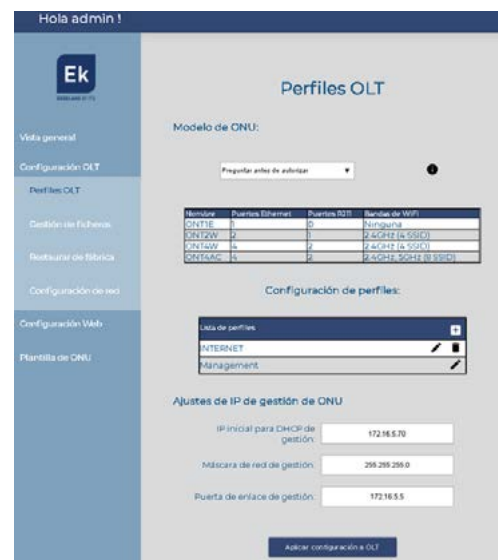 Hola admin !
Ek
Perfiles OLT
Modelo de ONU:
Vista general
Configuración OLT
Preguntar antes de autorizar
Perfiles OLT
Gestión de ficheros
Restaurar de fábrica
Configuración de red
Configuración Web
Plantilla de ONU
Nombre Puertos Ethernet Puertos RJ11 Bandas de WiFi
ONT1E 1 0 Ninguna
ONT2W 2 1 2.4GHz (4 SSID)
ONT4W 4 2 2.4GHz (4 SSID)
ONT4AC 4 2 2.4GHz, 5GHz (8 SSID)
Configuración de perfiles:
Lista de perfiles
INTERNET
Management
Ajustes de IP de gestión de ONU
IP inicial para DHCP de
gestión: 172.16.5.70
Máscara de red de gestión: 255.255.255.0
Puerta de enlace de gestión: 172.16.5.5
Aplicar configuración a OLT